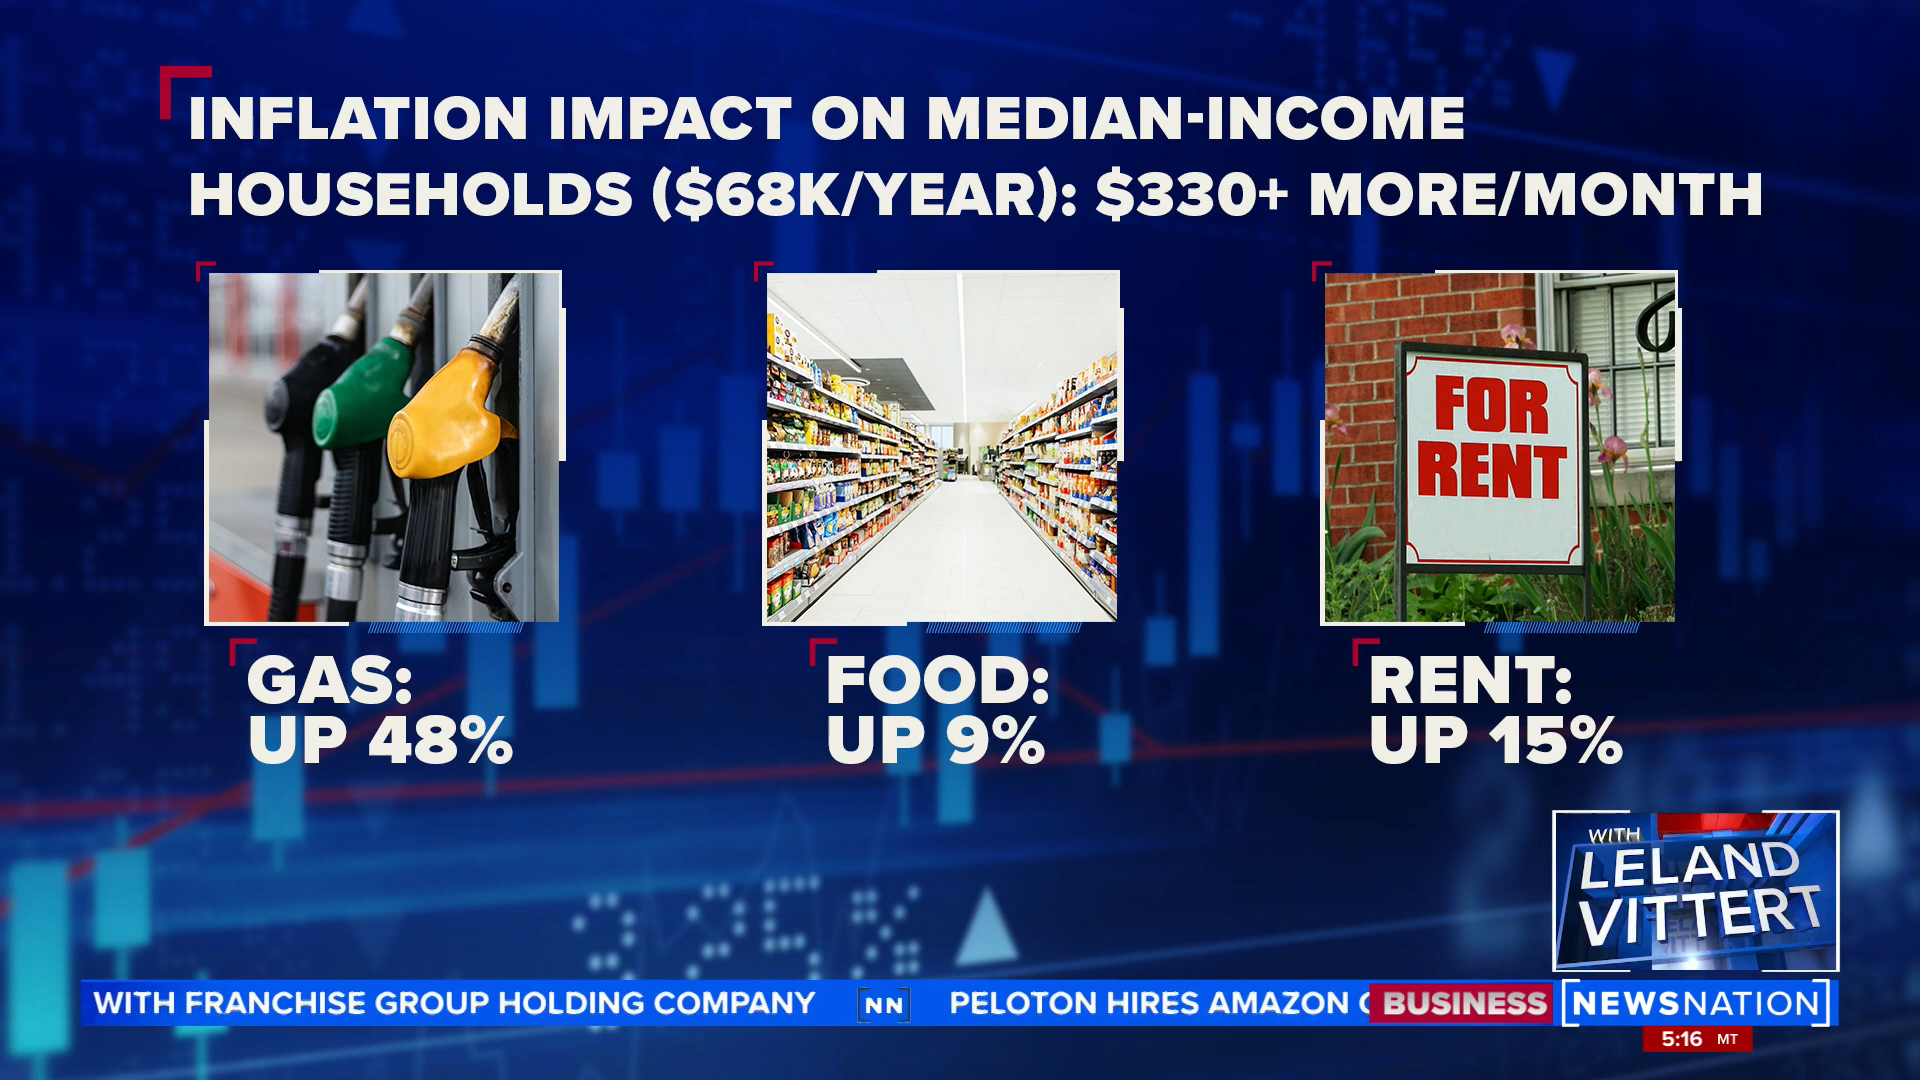 INFLATION IMPACT ON MEDIAN-INCOME
HOUSEHOLDS ($68K/YEAR): $330+ MORE/MONTH
FOR
RENT
GAS:
UP 48%
FOOD:
UP 9%
RENT:
UP 15%
WITH
LELAND
VITTERT
WITH FRANCHISE GROUP HOLDING COMPANY NN PELOTON HIRES AMAZON BUSINESS NEWSNATION
5:16 MT